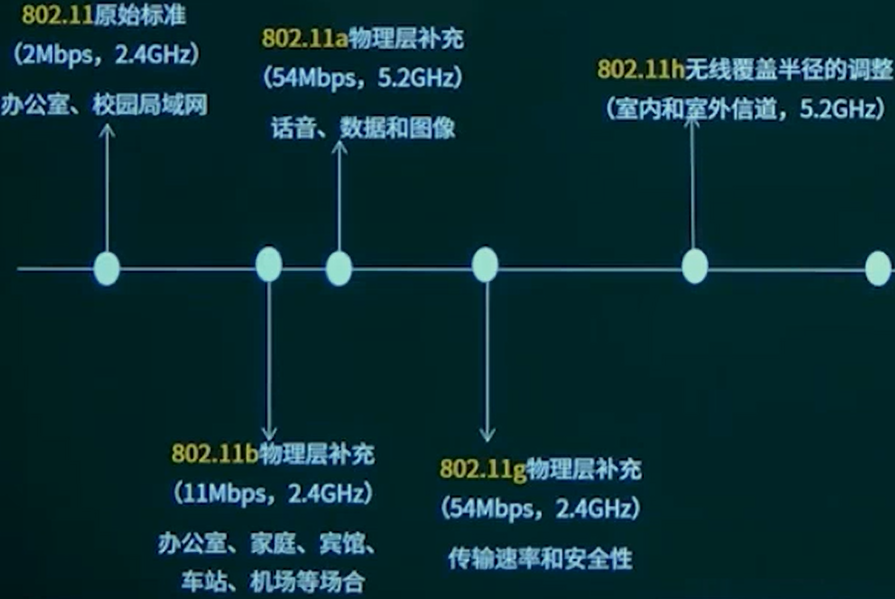 802.11原始标准
（2Mbps，2.4GHz）
办公室、校园局域网
802.11a物理层补充
（54Mbps，5.2GHz）
话音、数据和图像
802.11h无线覆盖半径的调整
（室内和室外信道，5.2GHz）
802.11b物理层补充
（11Mbps，2.4GHz）
办公室、家庭、宾馆、
车站、机场等场合
802.11g物理层补充
（54Mbps，2.4GHz）
传输速率和安全性